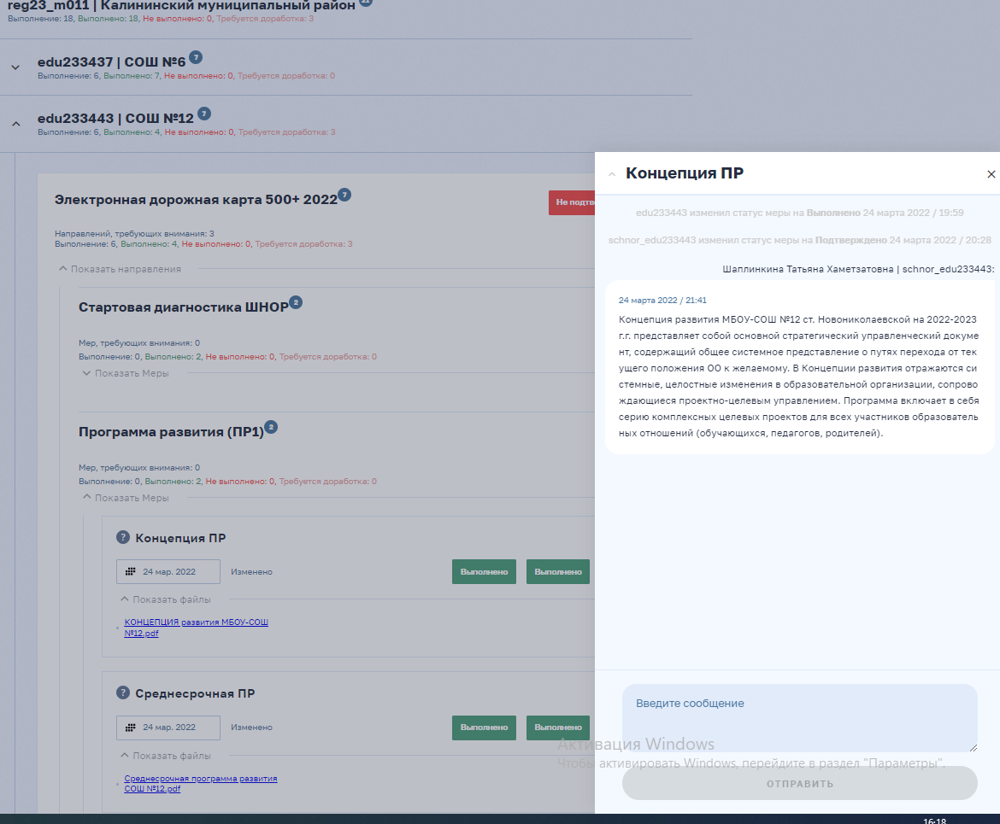 reg23_m011 | Калининский муниципальный район 21
Выполнение: 18, Выполнено: 18, Не выполнено: 0, Требуется доработка: 3
edu233437 | СОШ №6 7
Выполнение: 6, Выполнено: 7, Не выполнено: 0, Требуется доработка: 0
edu233443 | СОШ №12 7
Выполнение: 6, Выполнено: 4, Не выполнено: 0, Требуется доработка: 3
Электронная дорожная карта 500+ 2022 7
Не подтв
Направлений, требующих внимания: 3
Выполнение: 6, Выполнено: 4, Не выполнено: 0, Требуется доработка: 3
Показать направления
Стартовая диагностика ШНОР 2
Мер, требующих внимания: 0
Выполнение: 0, Выполнено: 2, Не выполнено: 0, Требуется доработка: 0
Показать Меры
Программа развития (ПР1) 2
Мер, требующих внимания: 0
Выполнение: 0, Выполнено: 2, Не выполнено: 0, Требуется доработка: 0
Показать Меры
? Концепция ПР
24 мар. 2022 Изменено Выполнено Выполнено
Показать файлы
КОНЦЕПЦИЯ развития МБОУ-СОШ
№12.pdf
? Среднесрочная ПР
24 мар. 2022 Изменено Выполнено Выполнено
Показать файлы
Среднесрочная программа развития
СОШ №12.pdf
Концепция ПР
edu233443 изменил статус меры на Выполнено 24 марта 2022 / 19:59
schnor_edu233443 изменил статус меры на Подтверждено 24 марта 2022 / 20:28
Шаплинкина Татьяна Хаметзатовна | schnor_edu233443:
24 марта 2022 / 21:41
Концепция развития МБОУ-СОШ №12 ст. Новониколаевской на 2022-2023
г.г. представляет собой основной стратегический управленческий докуме
нт, содержащий общее системное представление о путях перехода от тек
ущего положения ОО к желаемому. В Концепции развития отражаются си
стемные, целостные изменения в образовательной организации, сопрово
ждающиеся проектно-целевым управлением. Программа включает в себя
серию комплексных целевых проектов для всех участников образователь
ных отношений (обучающихся, педагогов, родителей).
Введите сообщение
Активация Windows
Чтобы активировать Windows, перейдите в раздел "Параметры".
ОТПРАВИТЬ
16:18